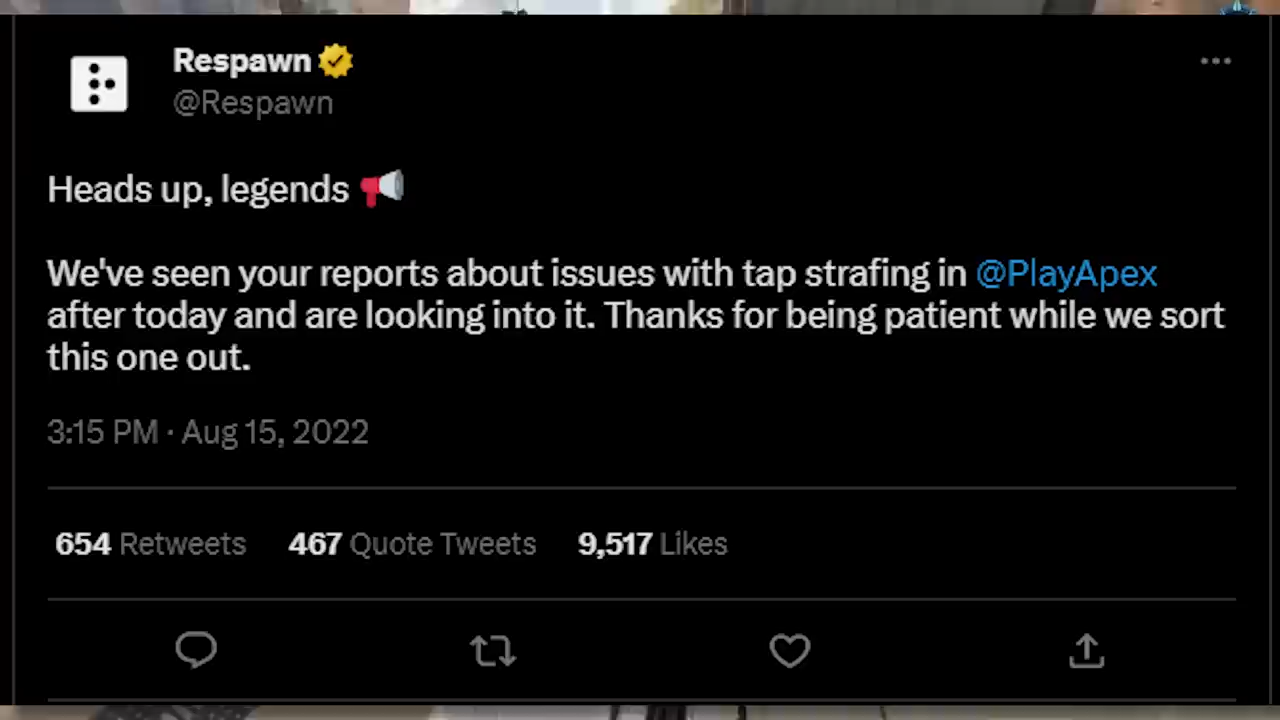 Respawn
@Respawn
Heads up, legends
We've seen your reports about issues with tap strafing in @PlayApex
after today and are looking into it. Thanks for being patient while we sort
this one out.
3:15 PM · Aug 15, 2022
654 Retweets 467 Quote Tweets 9,517 Likes